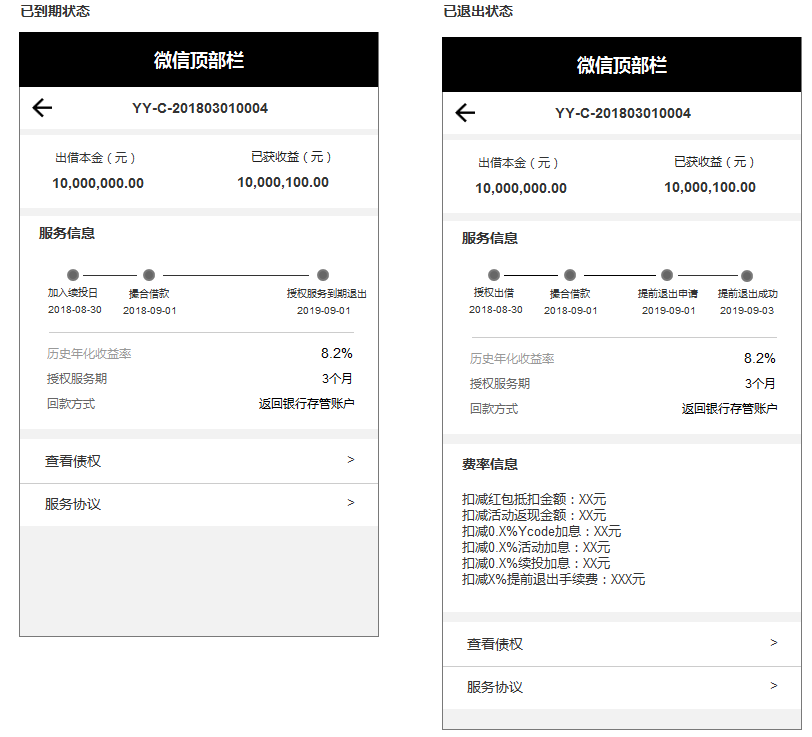 已到期状态
微信顶部栏
YY-C-201803010004
出借本金（元） 已获收益（元）
10,000,000.00 10,000,100.00
服务信息
加入续投日 撮合借款 授权服务到期退出
2018-08-30 2018-09-01 2019-09-01
历史年化收益率 8.2%
授权服务期 3个月
回款方式 返回银行存管账户
查看债权 >
服务协议 >
已退出状态
微信顶部栏
YY-C-201803010004
出借本金（元） 已获收益（元）
10,000,000.00 10,000,100.00
服务信息
授权出借 撮合借款 提前退出申请 提前退出成功
2018-08-30 2018-09-01 2019-09-01 2019-09-03
历史年化收益率 8.2%
授权服务期 3个月
回款方式 返回银行存管账户
费率信息
扣减红包抵扣金额：XX元
扣减活动返现金额：XX元
扣减0.X%Ycode加息：XX元
扣减0.X%活动加息：XX元
扣减0.X%续投加息：XX元
扣减X%提前退出手续费：XXX元
查看债权 >
服务协议 >